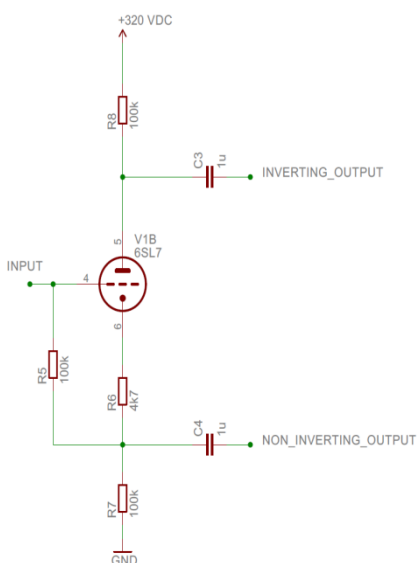 +320 VDC
R8
100k
C3
1u
INVERTING_OUTPUT
5
V1B
6SL7
INPUT
4
6
R5
100k
R6
4k7
C4
1u
NON_INVERTING_OUTPUT
R7
100k
GND